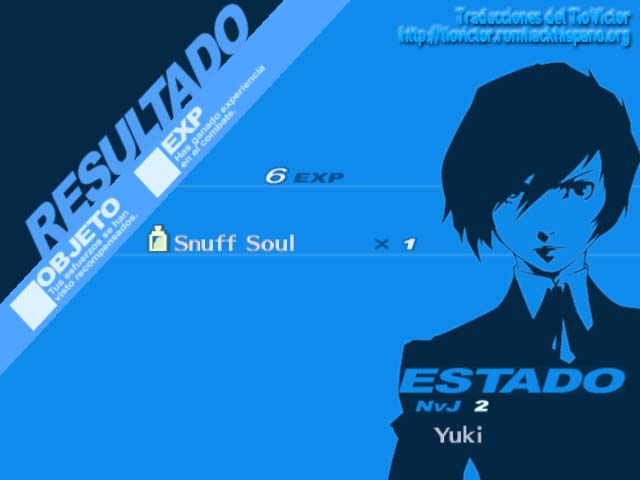 Traducciones del TioVictor
http://tiovictor.romhackhispano.org
RESULTADO
EXP
Has ganado experiencia
en el combate.
OBJETO
Tus esfuerzos se han
visto recompensados.
6 EXP
Snuff Soul × 1
ESTADO
NvJ 2
Yuki